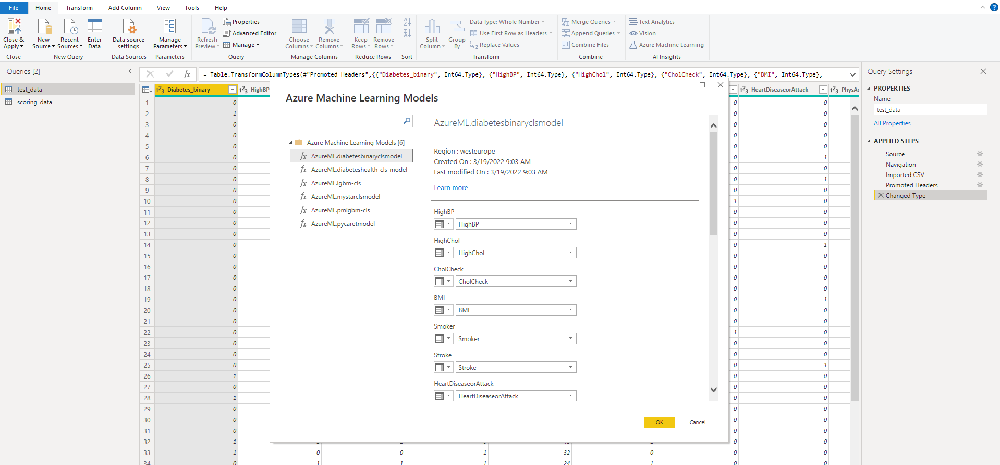 File Home Transform Add Column View Tools Help
Close & Apply
Close
New Source
Recent Sources
Enter Data
New Query
Data source settings
Data Sources
Manage Parameters
Parameters
Refresh Preview
Properties
Advanced Editor
Manage
Query
Choose Columns
Remove Columns
Manage Columns
Keep Rows
Remove Rows
Reduce Rows
Sort
Split Column
Group By
Data Type: Whole Number
Use First Row as Headers
Replace Values
Transform
Merge Queries
Append Queries
Combine Files
Combine
Text Analytics
Vision
Azure Machine Learning
AI Insights
Queries [2]
test_data
scoring_data
= Table.TransformColumnTypes(#"Promoted Headers",{{"Diabetes_binary", Int64.Type}, {"HighBP", Int64.Type}, {"HighChol", Int64.Type}, {"CholCheck", Int64.Type}, {"BMI", Int64.Type},
Diabetes_binary HighBP HeartDiseaseorAttack PhysAc
1 0 0 0
2 1 0 0
3 0 0 0
4 0 0 0
5 0 0 0
6 0 0 1
7 0 0 0
8 0 0 1
9 0 0 0
10 0 1 0
11 0 0 0
12 0 0 0
13 0 0 0
14 0 0 1
15 0 0 0
16 0 0 0
17 0 0 0
18 0 0 0
19 0 0 1
20 0 0 0
21 0 0 0
22 0 1 0
23 0 0 0
24 0 0 0
25 0 0 1
26 1 0 0
27 0 0 0
28 1 0 0
29 0 0 0
30 0 0 0
31 0 0 0
32 1 0 0
33 1 0 0 1 32 0 0 0
34 0 1 1 1 24 1 0 0
Azure Machine Learning Models
Azure Machine Learning Models [6]
AzureML.diabetesbinaryclsmodel
AzureML.diabeteshealth-cls-model
AzureML.lgbm-cls
AzureML.mystarclsmodel
AzureML.pmlgbm-cls
AzureML.pycaretmodel
AzureML.diabetesbinaryclsmodel
Region : westeurope
Created On : 3/19/2022 9:03 AM
Last modified On : 3/19/2022 9:03 AM
Learn more
HighBP
HighBP
HighChol
HighChol
CholCheck
CholCheck
BMI
BMI
Smoker
Smoker
Stroke
Stroke
HeartDiseaseorAttack
HeartDiseaseorAttack
OK Cancel
Query Settings
PROPERTIES
Name
test_data
All Properties
APPLIED STEPS
Source
Navigation
Imported CSV
Promoted Headers
Changed Type